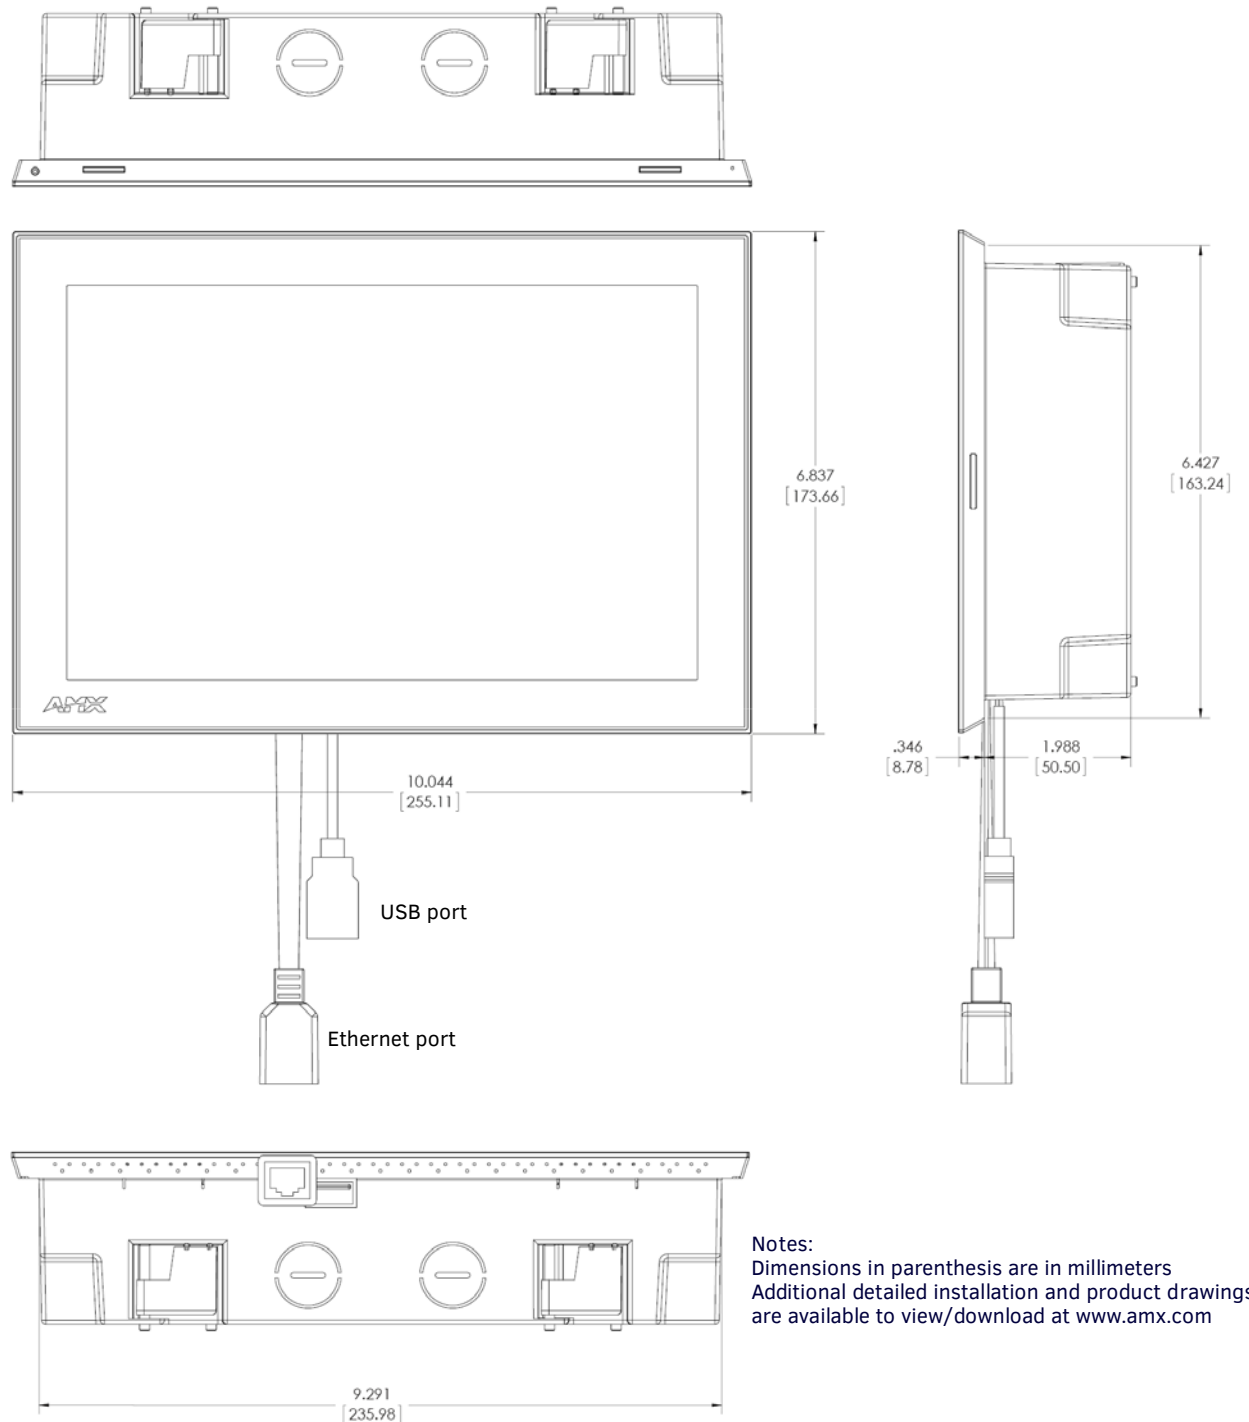 6.837
[173.66]
6.427
[163.24]
AMX
.346
[8.78]
1.988
[50.50]
10.044
[255.11]
USB port
Ethernet port
Notes:
Dimensions in parenthesis are in millimeters
Additional detailed installation and product drawings
are available to view/download at www.amx.com
9.291
[235.98]